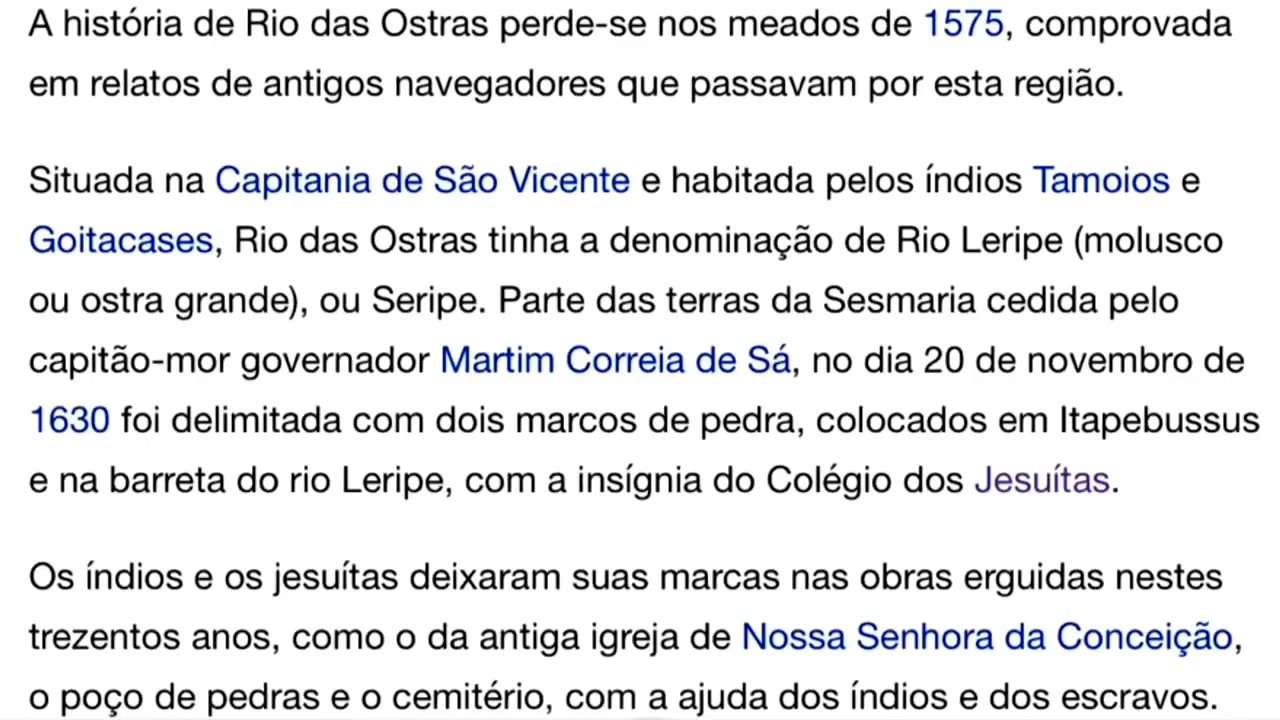 A história de Rio das Ostras perde-se nos meados de 1575, comprovada
em relatos de antigos navegadores que passavam por esta região.
Situada na Capitania de São Vicente e habitada pelos índios Tamoios e
Goitacases, Rio das Ostras tinha a denominação de Rio Leripe (molusco
ou ostra grande), ou Seripe. Parte das terras da Sesmaria cedida pelo
capitão-mor governador Martim Correia de Sá, no dia 20 de novembro de
1630 foi delimitada com dois marcos de pedra, colocados em Itapebussus
e na barreta do rio Leripe, com a insígnia do Colégio dos Jesuítas.
Os índios e os jesuítas deixaram suas marcas nas obras erguidas nestes
trezentos anos, como o da antiga igreja de Nossa Senhora da Conceição,
o poço de pedras e o cemitério, com a ajuda dos índios e dos escravos.